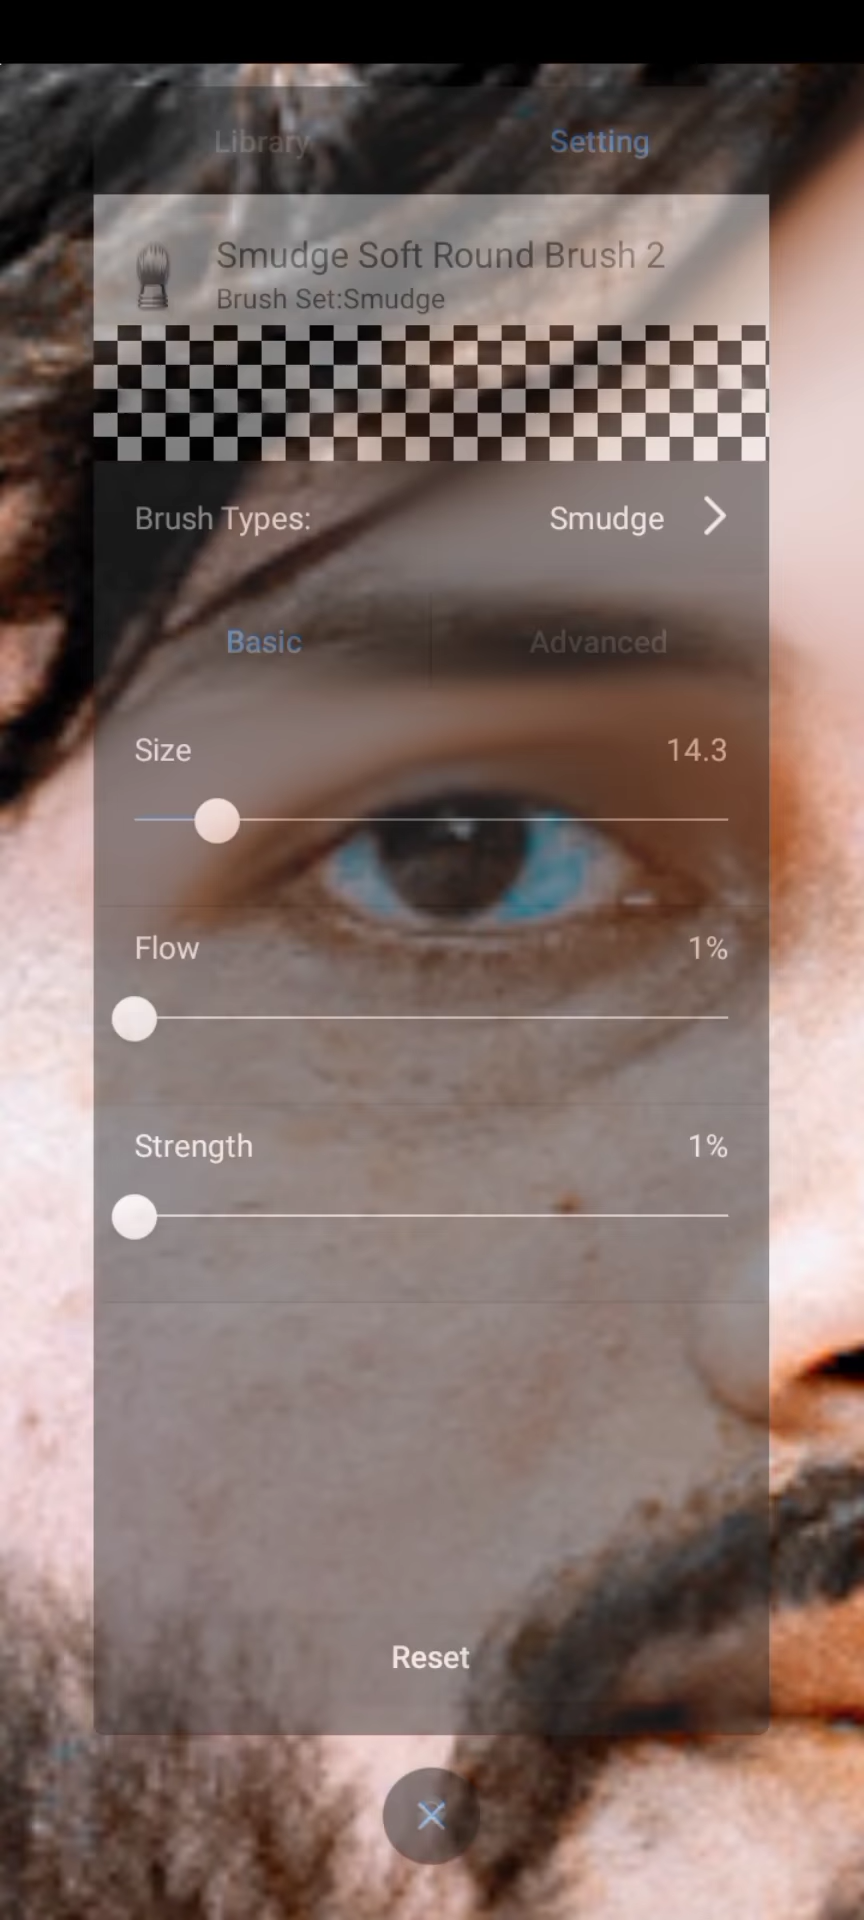 Library
Setting
Smudge Soft Round Brush 2
Brush Set:Smudge
Brush Types:
Smudge
Basic
Advanced
Size
14.3
Flow
1%
Strength
1%
Reset